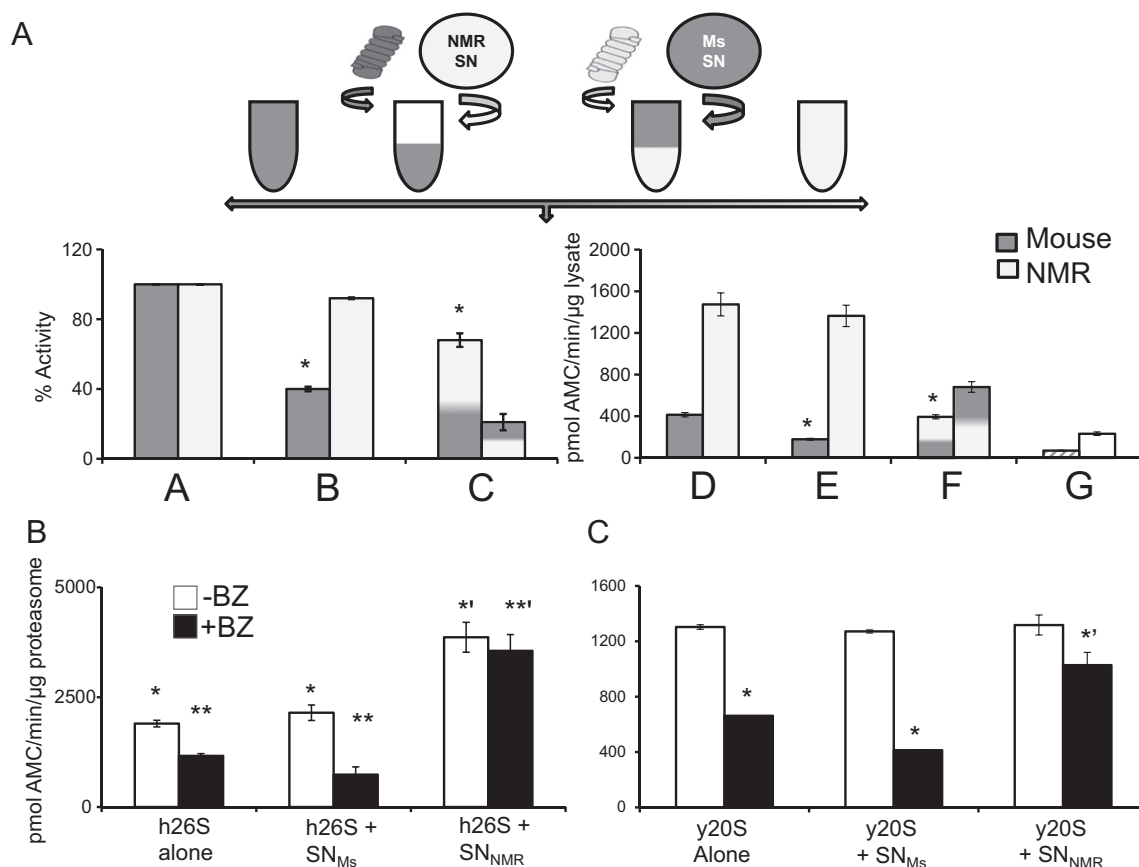 A
NMR
SN
Ms
SN
Mouse
NMR
% Activity
120
80
40
0
*
*
A
B
C
pmol AMC/min/µg lysate
2000
1600
1200
800
400
0
*
*
D
E
F
G
B
pmol AMC/min/µg proteasome
5000
2500
0
-BZ
+BZ
*
**
*
**
*'
**'
h26S
alone
h26S +
SNMs
h26S +
SNNMR
C
1600
1200
800
400
0
*
*
*’
y20S
Alone
y20S
+ SNMs
y20S
+ SNNMR